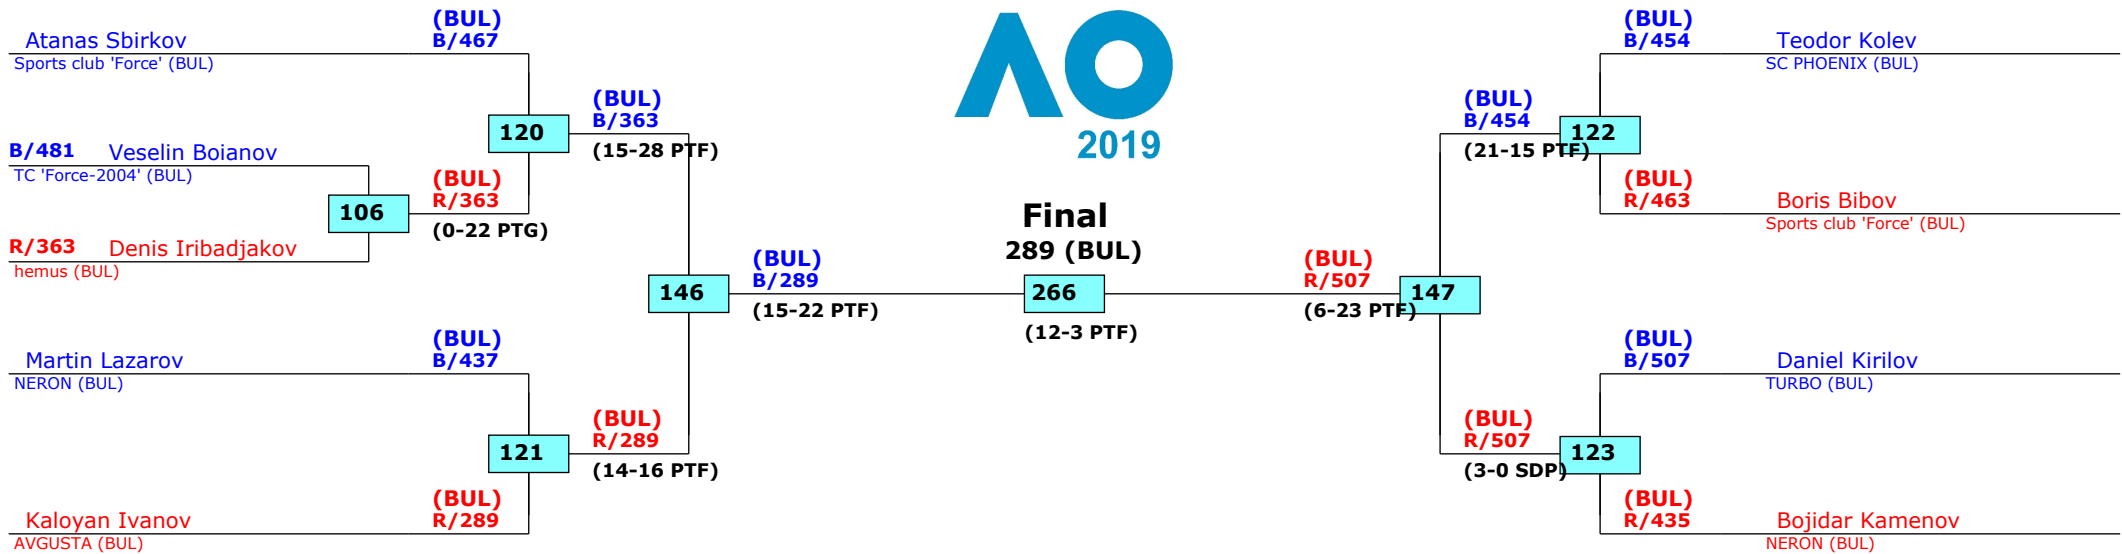 Atanas Sbirkov
(BUL)
B/467
Sports club 'Force' (BUL)
B/481 Veselin Boianov
TC 'Force-2004' (BUL)
106
R/363 Denis Iribadjakov
hemus (BUL)
120
(BUL)
R/363
(0-22 PTG)
(BUL)
B/363
(15-28 PTF)
Martin Lazarov
(BUL)
B/437
NERON (BUL)
121
Kaloyan Ivanov
(BUL)
R/289
AVGUSTA (BUL)
(BUL)
R/289
(14-16 PTF)
146
(BUL)
B/289
(15-22 PTF)
AO
2019
Final
289 (BUL)
266
(12-3 PTF)
(BUL)
R/507
(6-23 PTF)
147
(BUL)
B/454
(21-15 PTF)
122
(BUL)
B/454
Teodor Kolev
SC PHOENIX (BUL)
(BUL)
R/463
Boris Bibov
Sports club 'Force' (BUL)
(BUL)
R/507
(3-0 SDP)
123
(BUL)
B/507
Daniel Kirilov
TURBO (BUL)
(BUL)
R/435
Bojidar Kamenov
NERON (BUL)